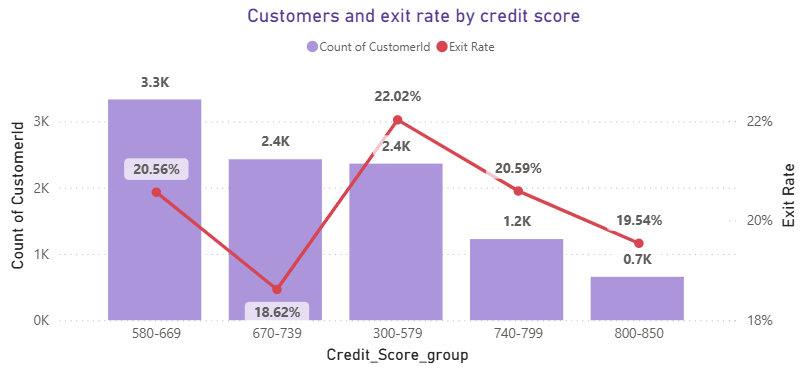 Customers and exit rate by credit score
Count of CustomerId Exit Rate
3.3K
22.02%
3K 2.4K 2.4K 22%
20.56% 20.59%
2K
1.2K 19.54% 20%
1K 0.7K
18.62%
0K 18%
580-669 670-739 300-579 740-799 800-850
Credit_Score_group
Count of CustomerId
Exit Rate